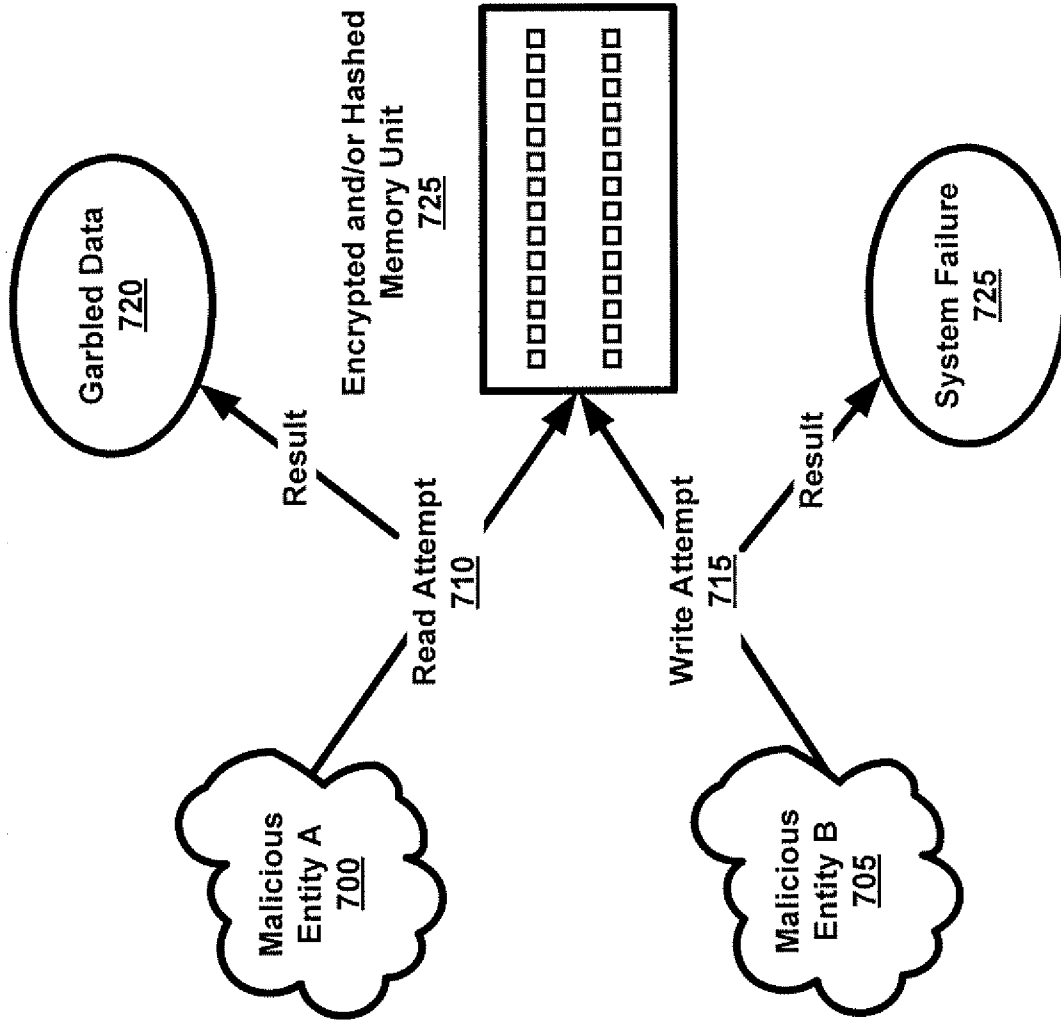 Malicious
Entity A
700
Read Attempt
710
Result
Garbled Data
720
Encrypted and/or Hashed
Memory Unit
725
Malicious
Entity B
705
Write Attempt
715
Result
System Failure
725